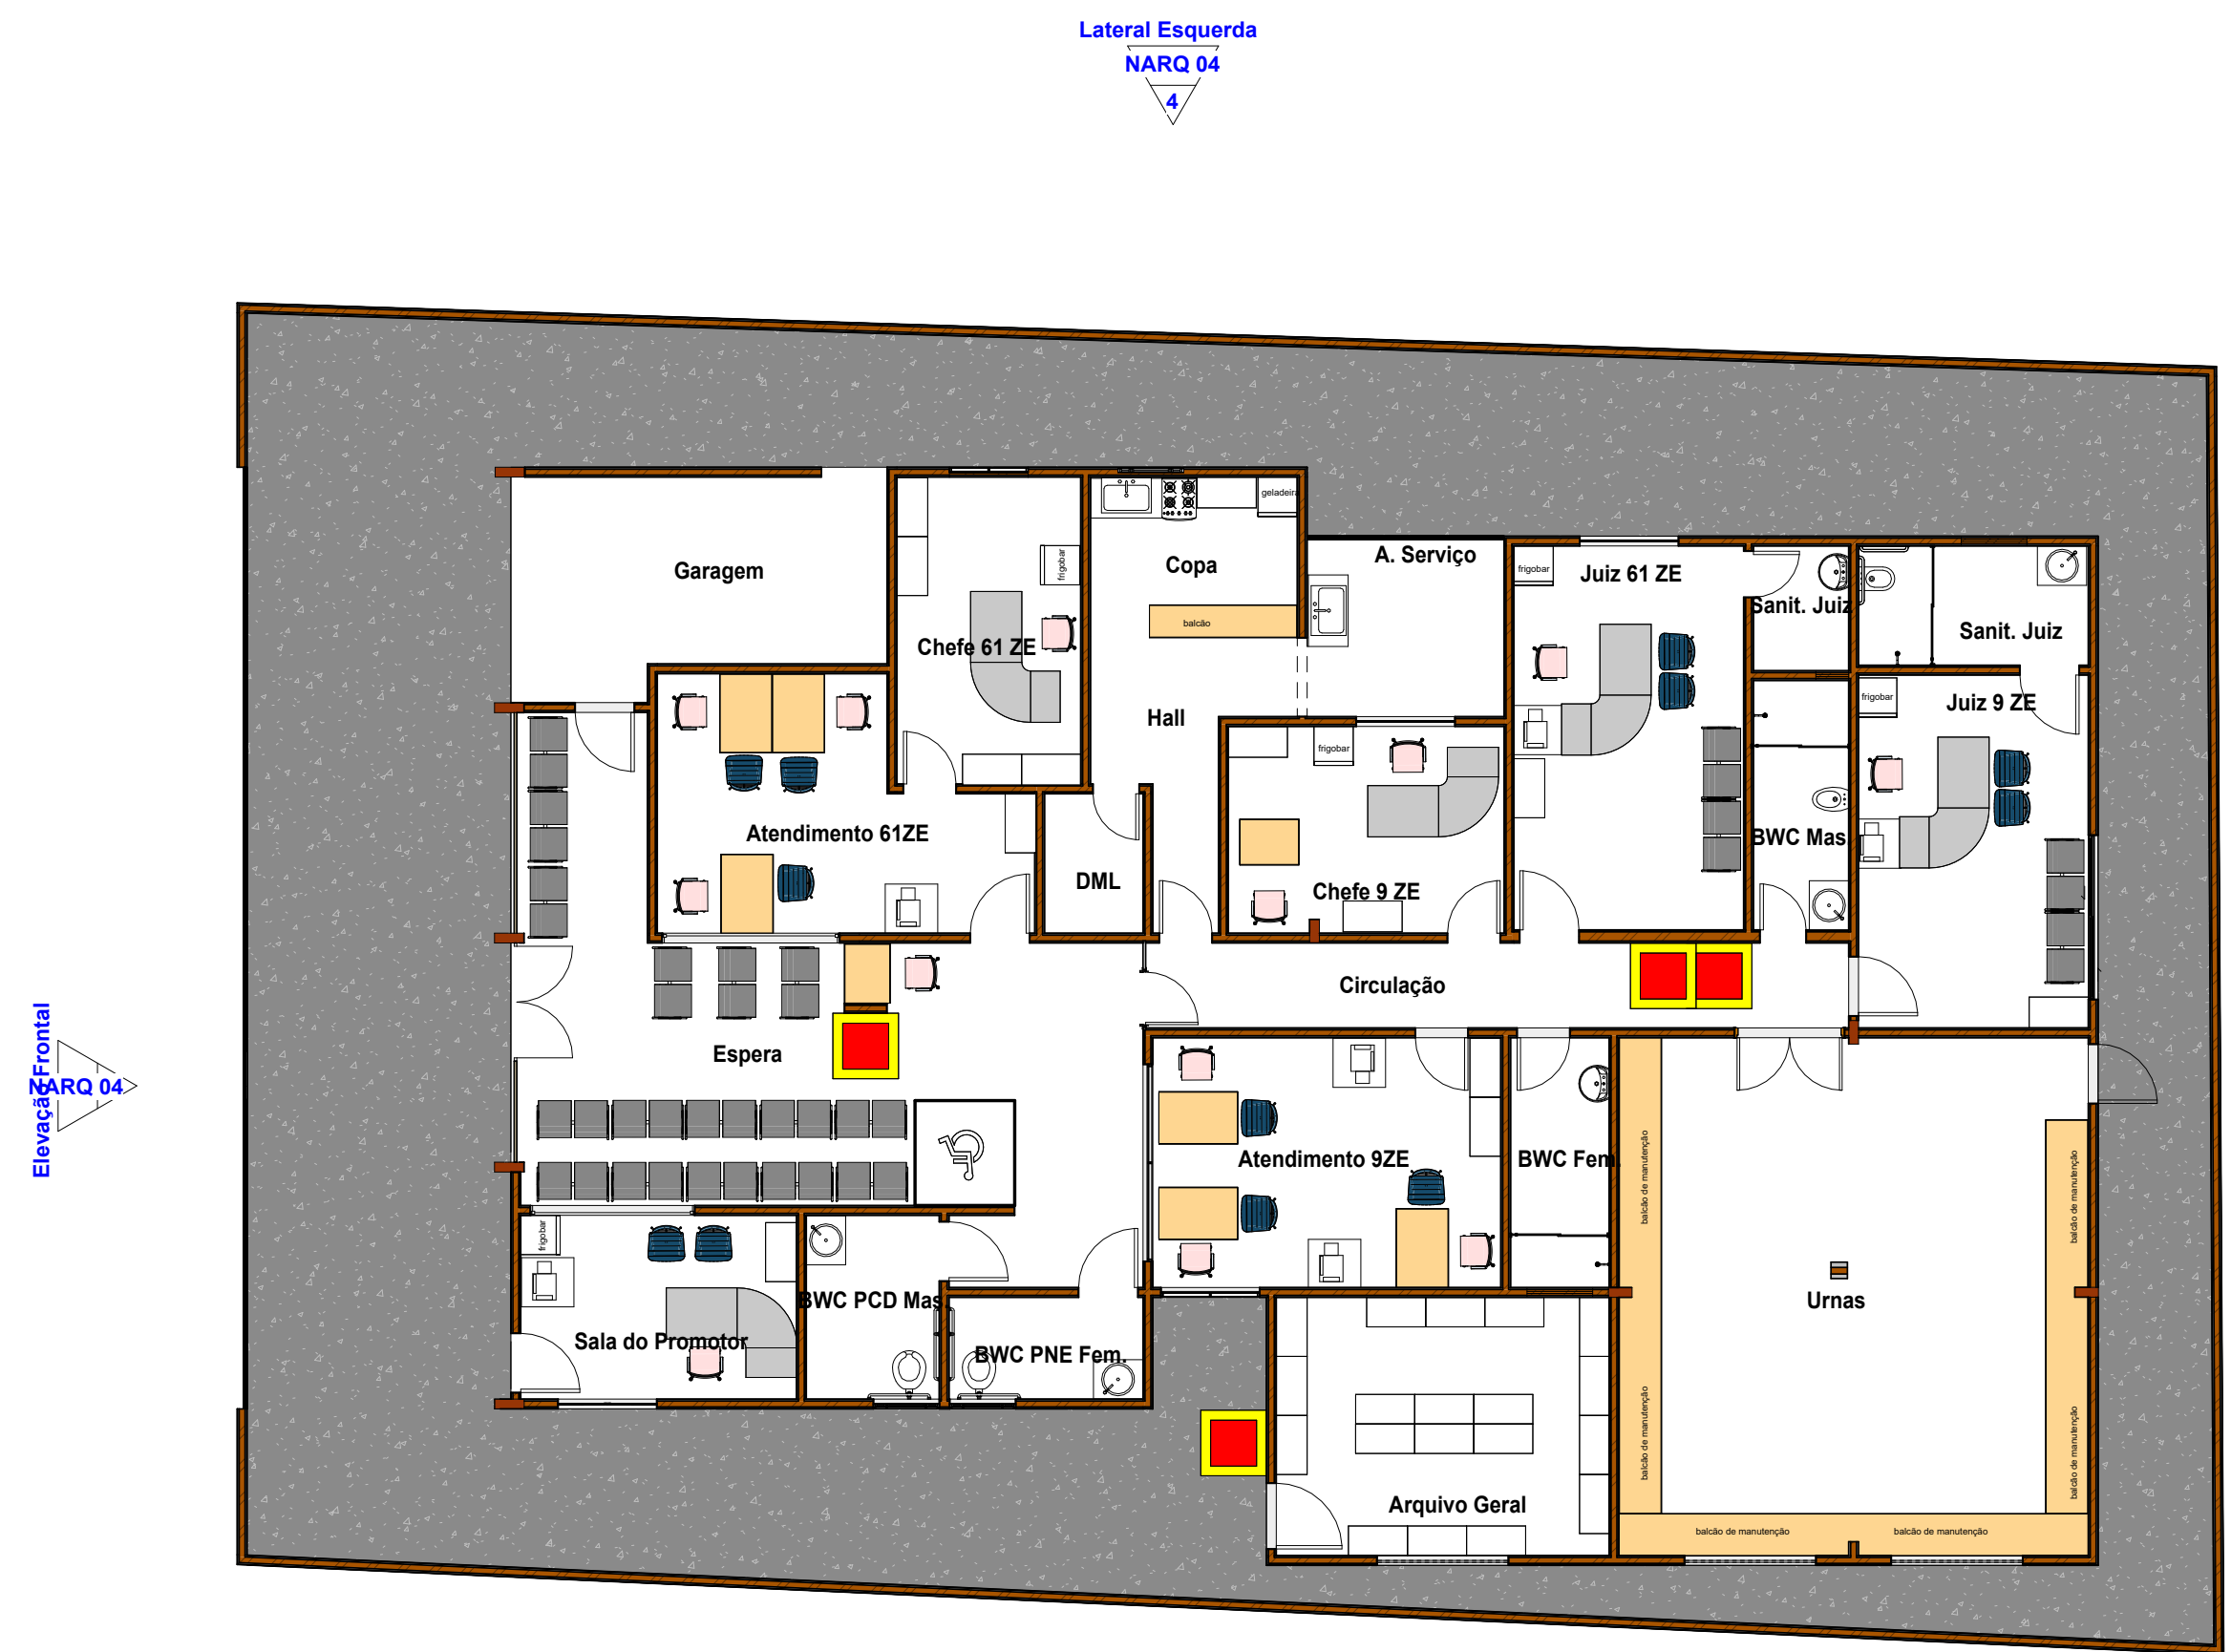 Lateral Esquerda
NARQ 04
4
geladeira
Garagem
Copa
A. Serviço
frigobar
frigobar
Juiz 61 ZE
Sanit. Juiz
Sanit. Juiz
balcão
Chefe 61 ZE
Hall
frigobar
Juiz 9 ZE
frigobar
Atendimento 61ZE
BWC Mas
DML
Chefe 9 ZE
Circulação
Espera
Elevação Frontal
NARQ 04
Atendimento 9ZE
BWC Fem.
balcão de manutenção
balcão de manutenção
frigobar
BWC PCD Mas.
Urnas
Sala do Promotor
BWC PNE Fem.
balcão de manutenção
balcão de manutenção
Arquivo Geral
balcão de manutenção
balcão de manutenção